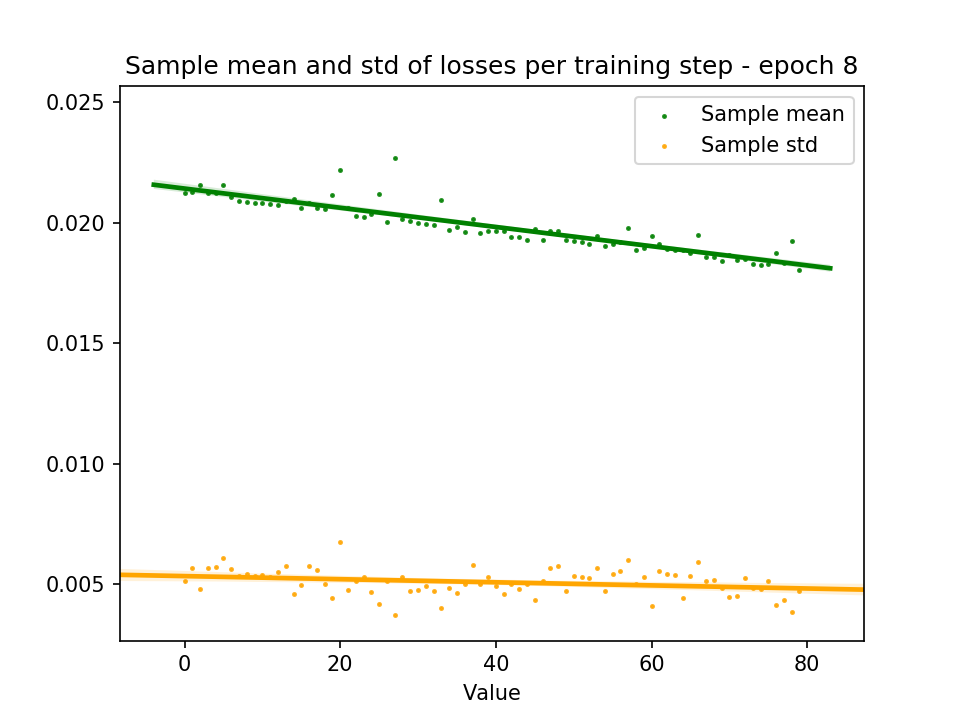 Sample mean and std of losses per training step - epoch 8
0.025
0.020
0.015
0.010
0.005
Sample mean
Sample std
0
20
40
60
80
Value